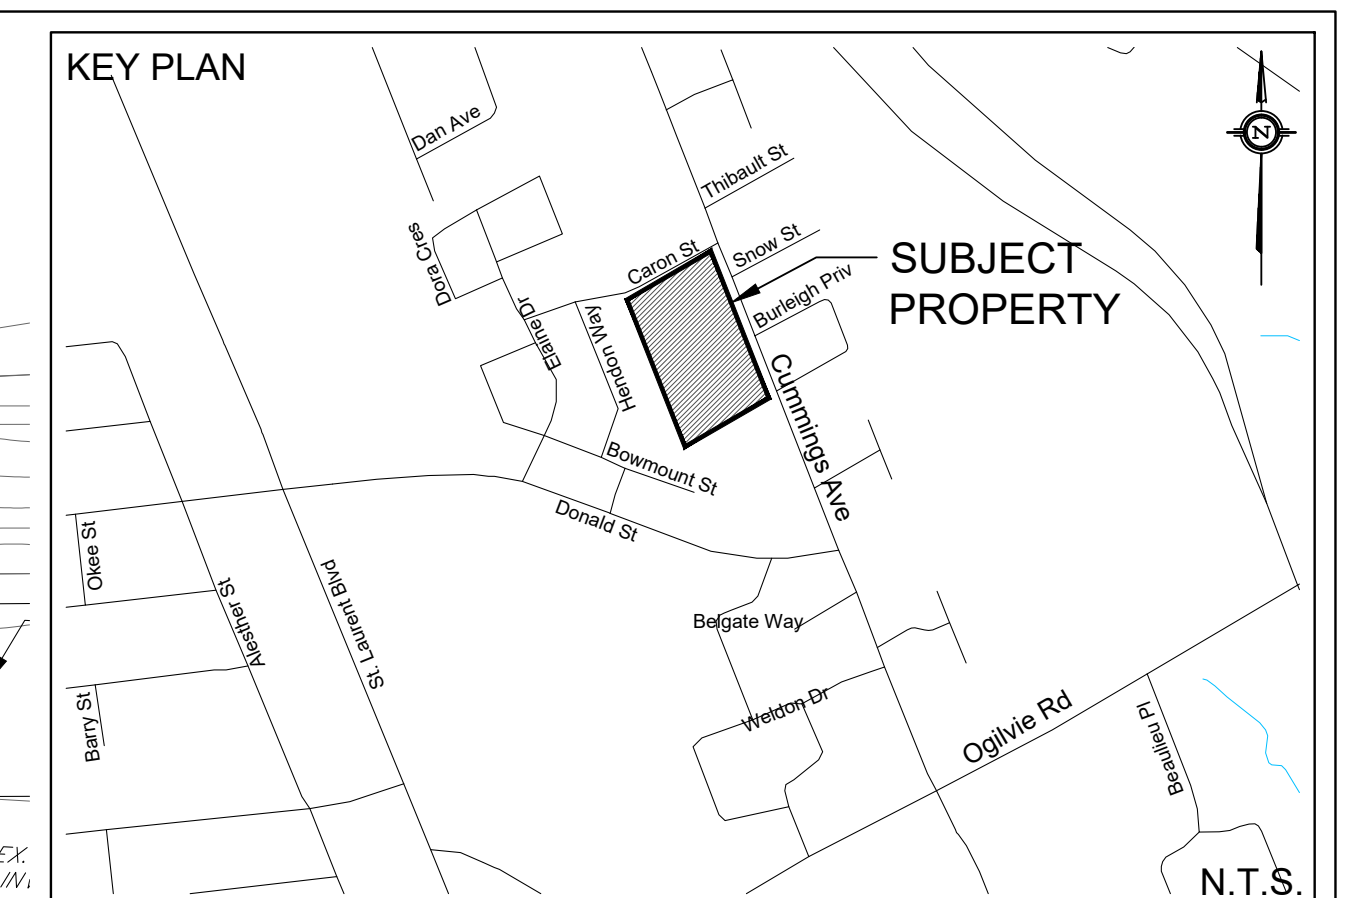 KEY PLAN
Dan Ave
Thibault St
N
Dora Cres
Caron St
Snow St
SUBJECT
PROPERTY
Burleigh Priv
Elaine Dr
Hendon Way
Cummings Ave
Bowmount St
Donald St
Okee St
Alesther St
St. Laurent Blvd
Belgate Way
Barry St
Weldon Dr
Ogilvie Rd
Beaulieu Pl
EX.
N.T.S.